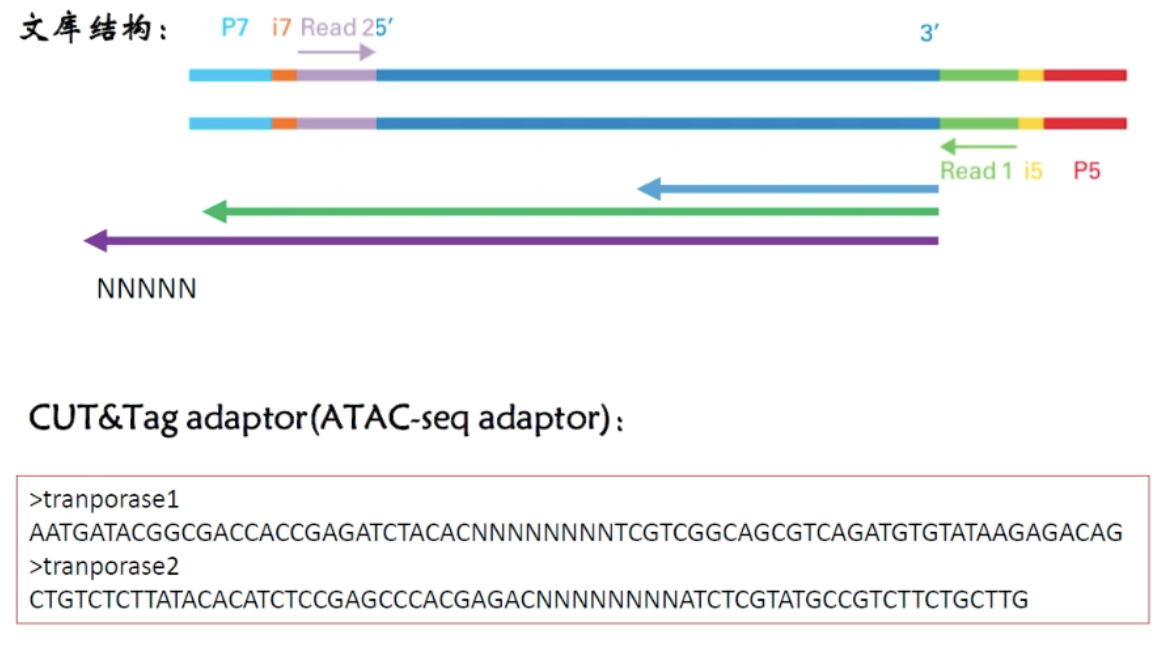 文库结构：
P7 i7 Read 2 5′ 3′
Read 1 i5 P5
NNNNN
CUT&Tag adaptor(ATAC-seq adaptor)：
>tranporase1
AATGATACGGCGACCACCGAGATCTACACNNNNNNNNTCGTCGGCAGCGTCAGATGTGTATAAGAGACAG
>tranporase2
CTGTCTCTTATACACATCTCCGAGCCCACGAGACNNNNNNNNATCTCGTATGCCGTCTTCTGCTTG